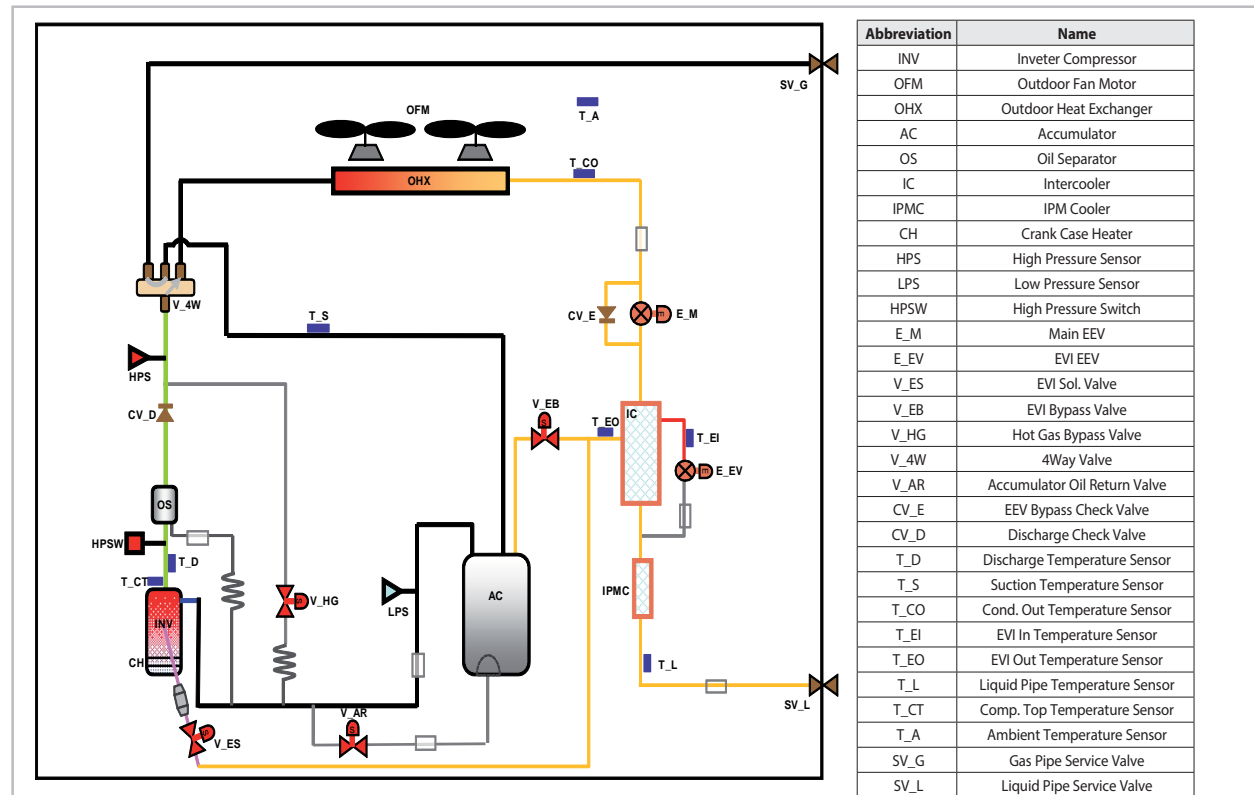 SV_G
OFM
T_A
T_CO
OHX
V_4W
T_S
CV_E
E_M
E
HPS
CV_D
V_EB
S
T_EO
IC
T_EI
E_EV
E
OS
HPSW
T_D
T_CT
V_HG
S
LPS
AC
IPMC
INV
CH
T_L
SV_L
V_AR
S
V_ES
S
Abbreviation Name
INV Inveter Compressor
OFM Outdoor Fan Motor
OHX Outdoor Heat Exchanger
AC Accumulator
OS Oil Separator
IC Intercooler
IPMC IPM Cooler
CH Crank Case Heater
HPS High Pressure Sensor
LPS Low Pressure Sensor
HPSW High Pressure Switch
E_M Main EEV
E_EV EVI EEV
V_ES EVI Sol. Valve
V_EB EVI Bypass Valve
V_HG Hot Gas Bypass Valve
V_4W 4Way Valve
V_AR Accumulator Oil Return Valve
CV_E EEV Bypass Check Valve
CV_D Discharge Check Valve
T_D Discharge Temperature Sensor
T_S Suction Temperature Sensor
T_CO Cond. Out Temperature Sensor
T_EI EVI In Temperature Sensor
T_EO EVI Out Temperature Sensor
T_L Liquid Pipe Temperature Sensor
T_CT Comp. Top Temperature Sensor
T_A Ambient Temperature Sensor
SV_G Gas Pipe Service Valve
SV_L Liquid Pipe Service Valve